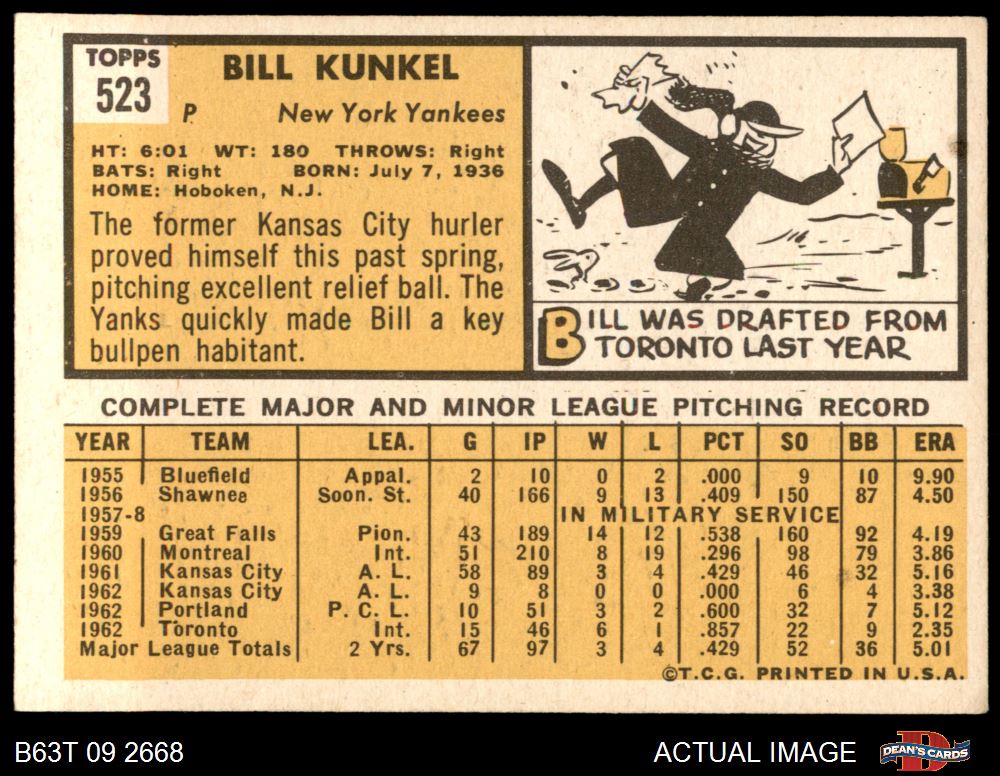 TOPPS
523
BILL KUNKEL
P New York Yankees
HT: 6:01 WT: 180 THROWS: Right
BATS: Right BORN: July 7, 1936
HOME: Hoboken, N.J.
The former Kansas City hurler
proved himself this past spring,
pitching excellent relief ball. The
Yanks quickly made Bill a key
bullpen habitant.
BILL WAS DRAFTED FROM
TORONTO LAST YEAR
COMPLETE MAJOR AND MINOR LEAGUE PITCHING RECORD
YEAR TEAM LEA. G IP W L PCT SO BB ERA
1955 Bluefield Appal. 2 10 0 2 .000 9 10 9.90
1956 Shawnee Soon. St. 40 166 9 13 .409 150 87 4.50
1957-8 IN MILITARY SERVICE
1959 Great Falls Pion. 43 189 14 12 .538 160 92 4.19
1960 Montreal Int. 51 210 8 19 .296 98 79 3.86
1961 Kansas City A. L. 58 89 3 4 .429 46 32 5.16
1962 Kansas City A. L. 9 8 0 0 .000 6 4 3.38
1962 Portland P. C. L. 10 51 3 2 .600 32 7 5.12
1962 Toronto Int. 15 46 6 1 .857 22 9 2.35
Major League Totals 2 Yrs. 67 97 3 4 .429 52 36 5.01
©T.C.G. PRINTED IN U.S.A.
B63T 09 2668 ACTUAL IMAGE DEAN'S CARDS